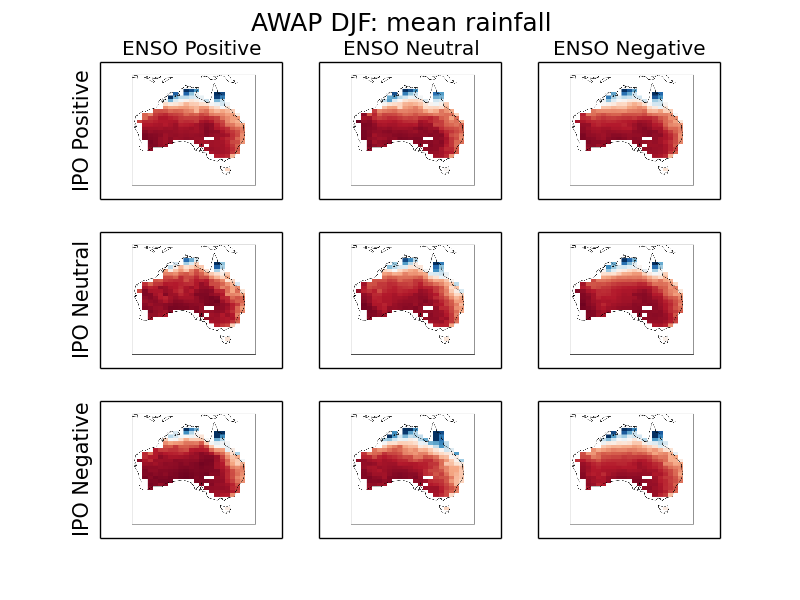 AWAP DJF: mean rainfall
ENSO Positive
ENSO Neutral
ENSO Negative
IPO Positive
IPO Neutral
IPO Negative